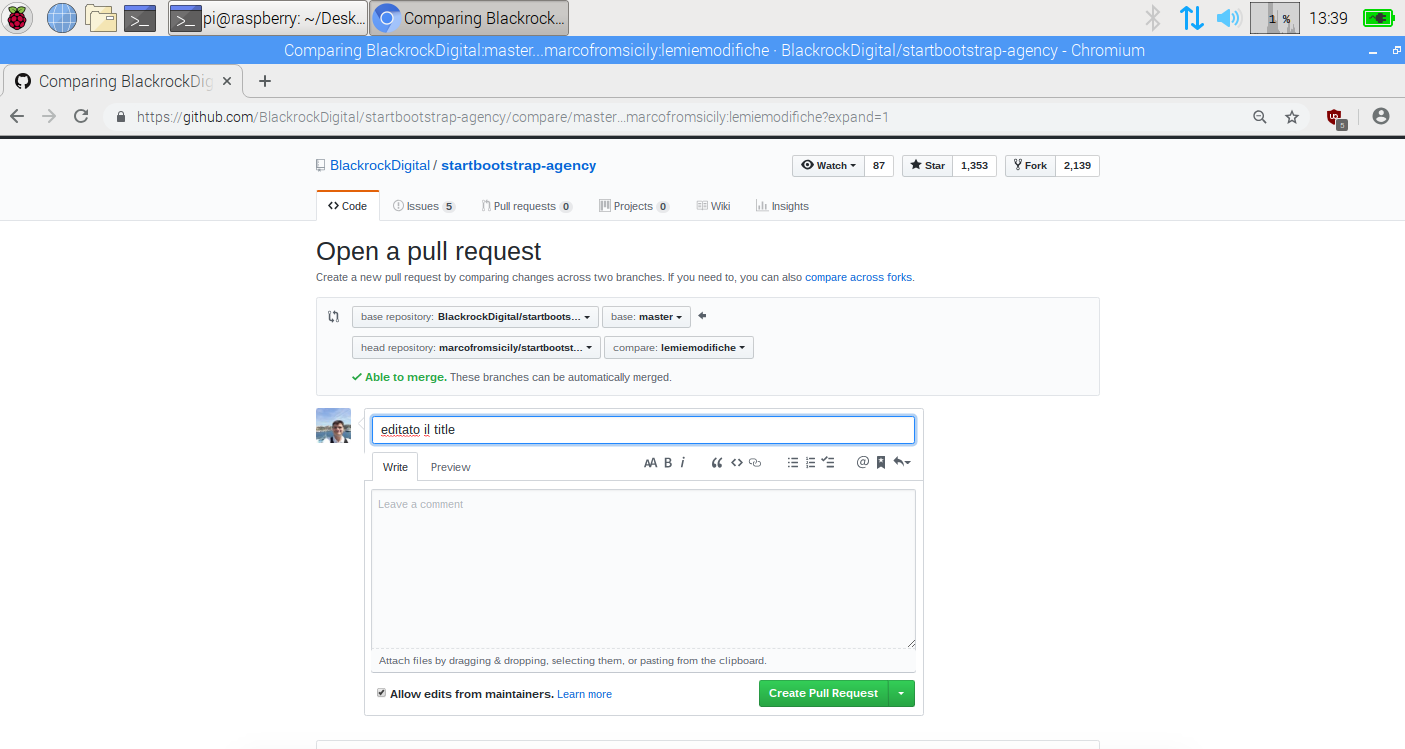 pi@raspberry: ~/Desk... Comparing Blackrock... 1 % 13:39
Comparing BlackrockDigital:master...marcofromsicily:lemiemodifiche · BlackrockDigital/startbootstrap-agency - Chromium
Comparing BlackrockDig
https://github.com/BlackrockDigital/startbootstrap-agency/compare/master...marcofromsicily:lemiemodifiche?expand=1 5
BlackrockDigital / startbootstrap-agency Watch 87 Star 1,353 Fork 2,139
Code Issues 5 Pull requests 0 Projects 0 Wiki Insights
Open a pull request
Create a new pull request by comparing changes across two branches. If you need to, you can also compare across forks.
base repository: BlackrockDigital/startboots... base: master
head repository: marcofromsicily/startbootst... compare: lemiemodifiche
Able to merge. These branches can be automatically merged.
editato il title
Write Preview AA B i
Leave a comment
Attach files by dragging & dropping, selecting them, or pasting from the clipboard.
Allow edits from maintainers. Learn more Create Pull Request